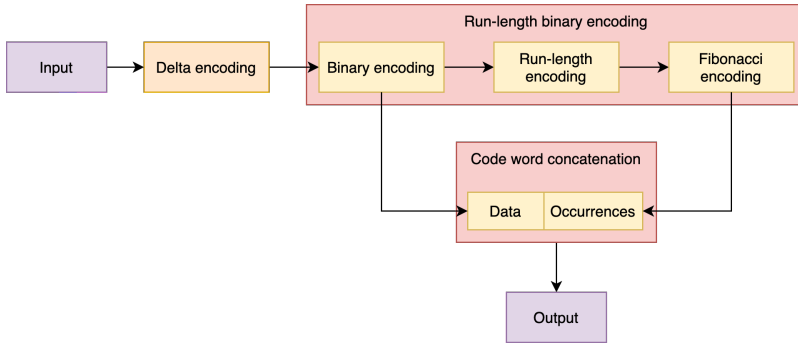 Run-length binary encoding
Input
Delta encoding
Binary encoding
Run-length
encoding
Fibonacci
encoding
Code word concatenation
Data
Occurrences
Output